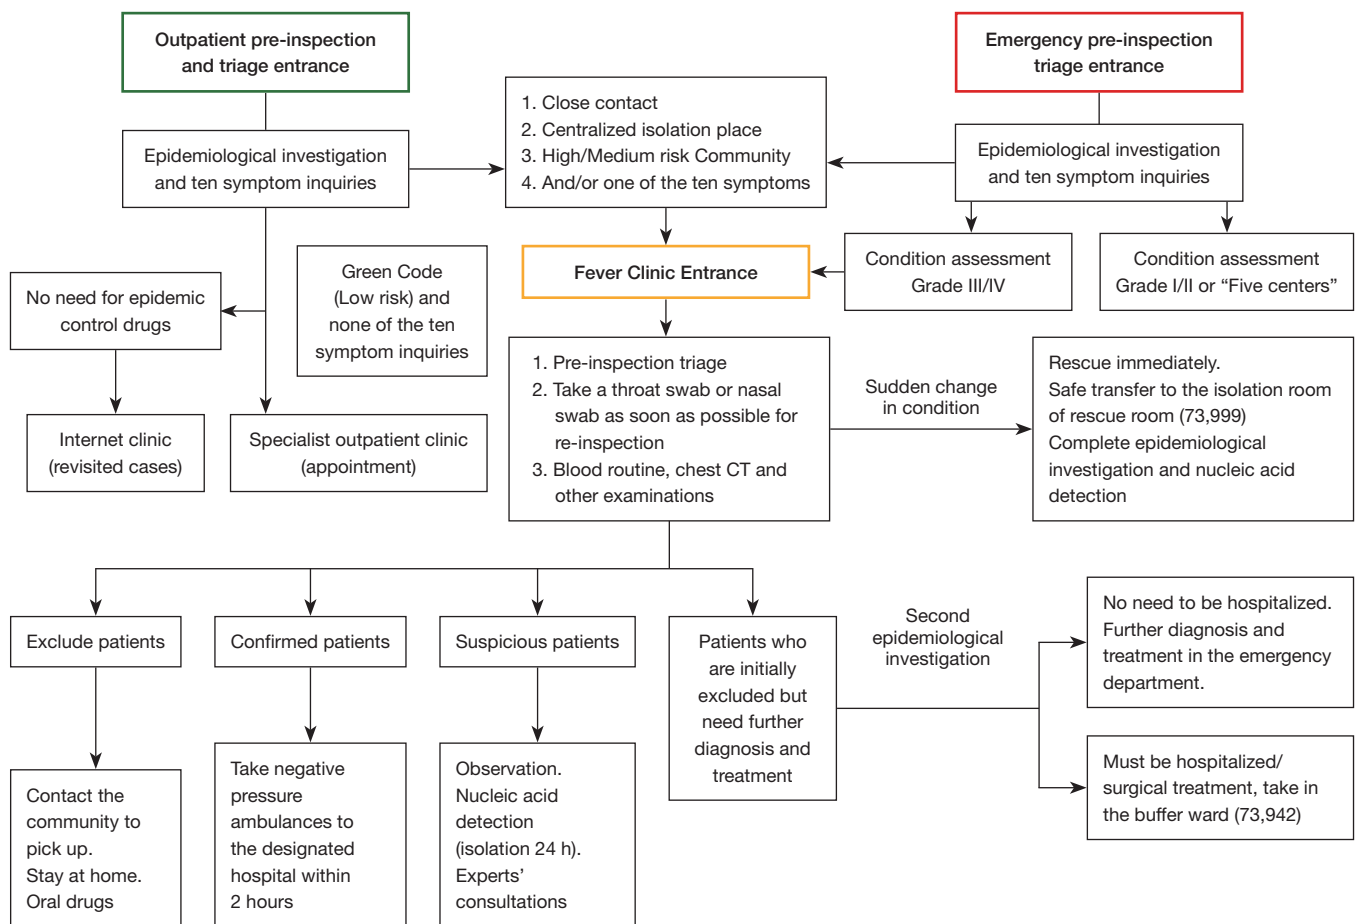 Outpatient pre-inspection
and triage entrance
Emergency pre-inspection
triage entrance
1. Close contact
2. Centralized isolation place
3. High/Medium risk Community
4. And/or one of the ten symptoms
Epidemiological investigation
and ten symptom inquiries
Epidemiological investigation
and ten symptom inquiries
Green Code
(Low risk) and
none of the ten
symptom inquiries
Fever Clinic Entrance
Condition assessment
Grade III/IV
Condition assessment
Grade I/II or “Five centers”
No need for epidemic
control drugs
1. Pre-inspection triage
2. Take a throat swab or nasal
swab as soon as possible for
re-inspection
3. Blood routine, chest CT and
other examinations
Sudden change
in condition
Rescue immediately.
Safe transfer to the isolation room
of rescue room (73,999)
Complete epidemiological
investigation and nucleic acid
detection
Internet clinic
(revisited cases)
Specialist outpatient clinic
(appointment)
Exclude patients
Confirmed patients
Suspicious patients
Patients who
are initially
excluded but
need further
diagnosis and
treatment
Second
epidemiological
investigation
No need to be hospitalized.
Further diagnosis and
treatment in the emergency
department.
Must be hospitalized/
surgical treatment, take in
the buffer ward (73,942)
Contact the
community to
pick up.
Stay at home.
Oral drugs
Take negative
pressure
ambulances to
the designated
hospital within
2 hours
Observation.
Nucleic acid
detection
(isolation 24 h).
Experts’
consultations